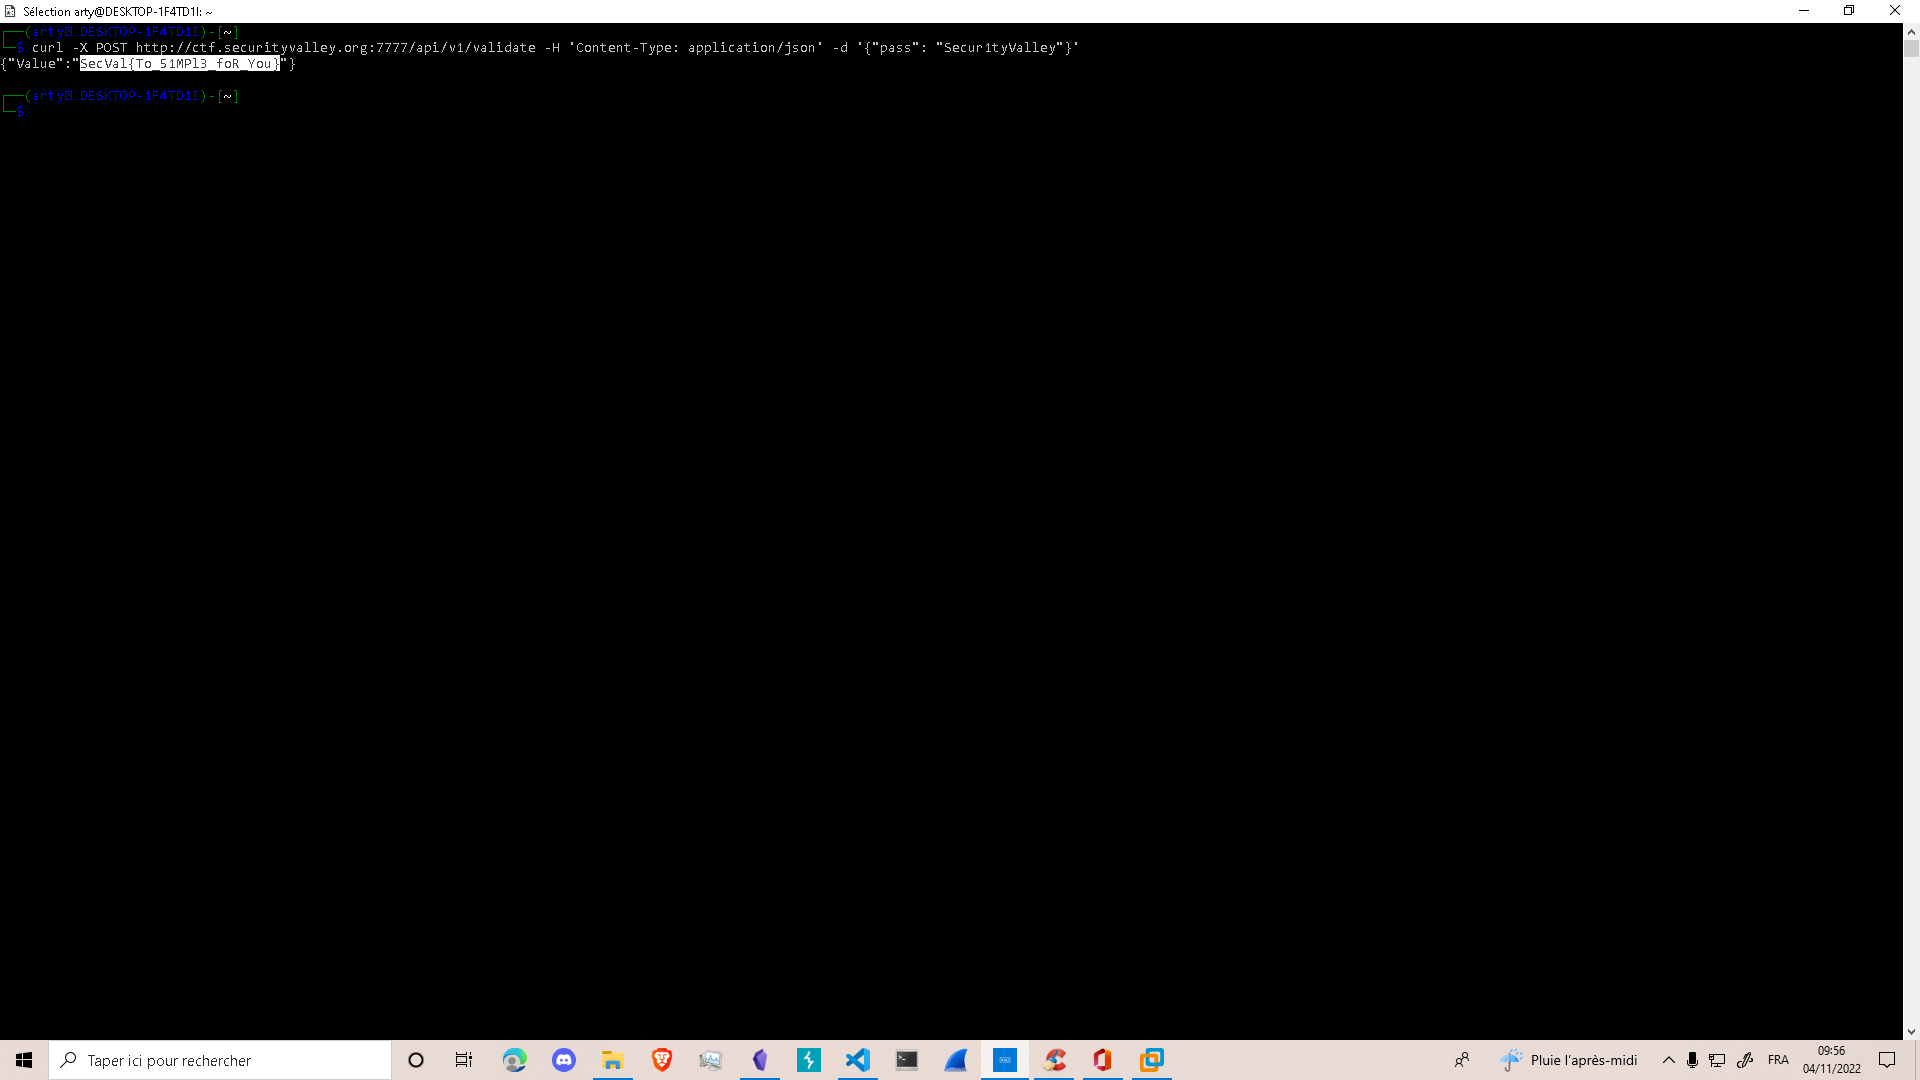 Sélection arty@DESKTOP-1F4TD1I: ~
(arty DESKTOP-1F4TD1I)-[~]
$ curl -X POST http://ctf.securityvalley.org:7777/api/v1/validate -H 'Content-Type: application/json' -d '{"pass": "Secur1tyValley"}'
{"Value":"SecVal{To_51MPl3_foR_You}"}
(arty DESKTOP-1F4TD1I)-[~]
$
Taper ici pour rechercher
Pluie l'après-midi
FRA
09:56
04/11/2022